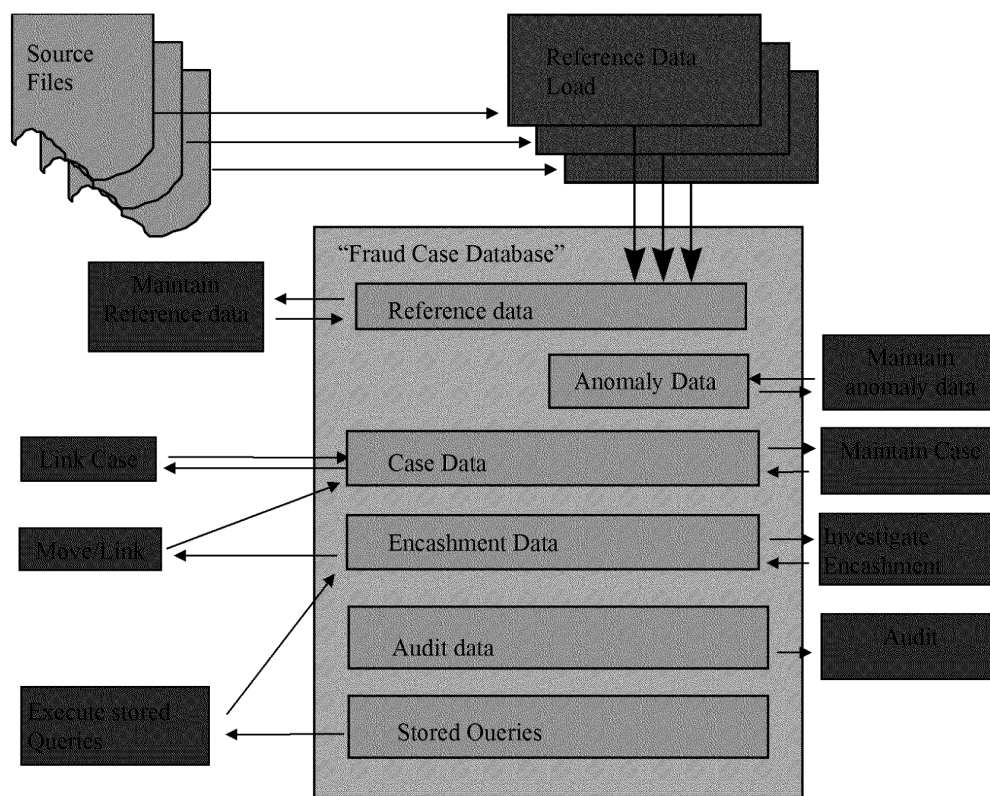 Source
Files
Reference Data
Load
“Fraud Case Database”
Maintain
Reference data
Reference data
Anomaly Data
Maintain
anomaly data
Link Case
Case Data
Maintain Case
Move/Link
Encashment Data
Investigate
Encashment
Audit data
Audit
Execute stored
Queries
Stored Queries